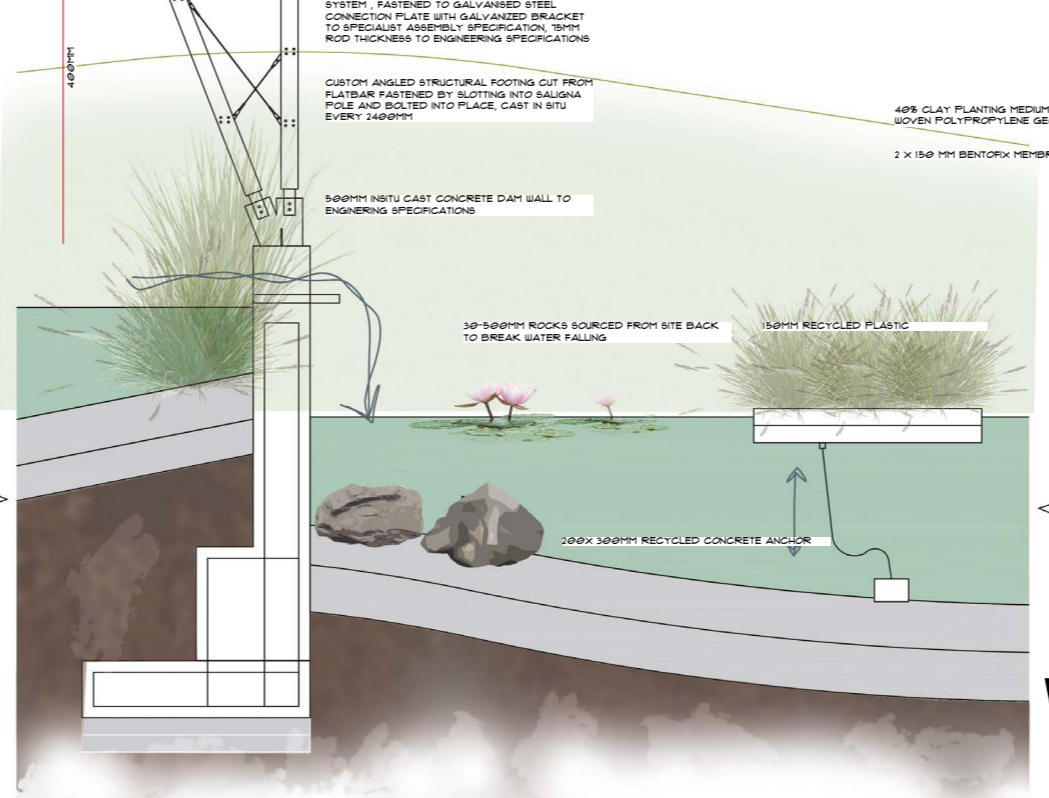 SYSTEM , FASTENED TO GALVANISED STEEL
CONNECTION PLATE WITH GALVANIZED BRACKET
TO SPECIALIST ASSEMBLY SPECIFICATION, 75MM
ROD THICKNESS TO ENGINEERING SPECIFICATIONS
400MM
CUSTOM ANGLED STRUCTURAL FOOTING CUT FROM
FLATBAR FASTENED BY SLOTTING INTO SALIGNA
POLE AND BOLTED INTO PLACE, CAST IN SITU
EVERY 2400MM
40% CLAY PLANTING MEDIUM
WOVEN POLYPROPYLENE GE
2 X 150 MM BENTOFIX MEMBR
500MM INSITU CAST CONCRETE DAM WALL TO
ENGINERING SPECIFICATIONS
30-500MM ROCKS SOURCED FROM SITE BACK
TO BREAK WATER FALLING
150MM RECYCLED PLASTIC
200X 300MM RECYCLED CONCRETE ANCHOR